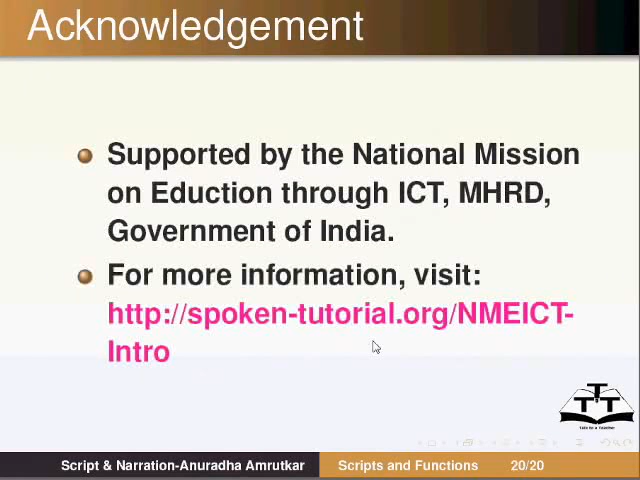 Acknowledgement
Supported by the National Mission
on Eduction through ICT, MHRD,
Government of India.
For more information, visit:
http://spoken-tutorial.org/NMEICT-
Intro
TTT
Script & Narration-Anuradha Amrutkar
Scripts and Functions
20/20